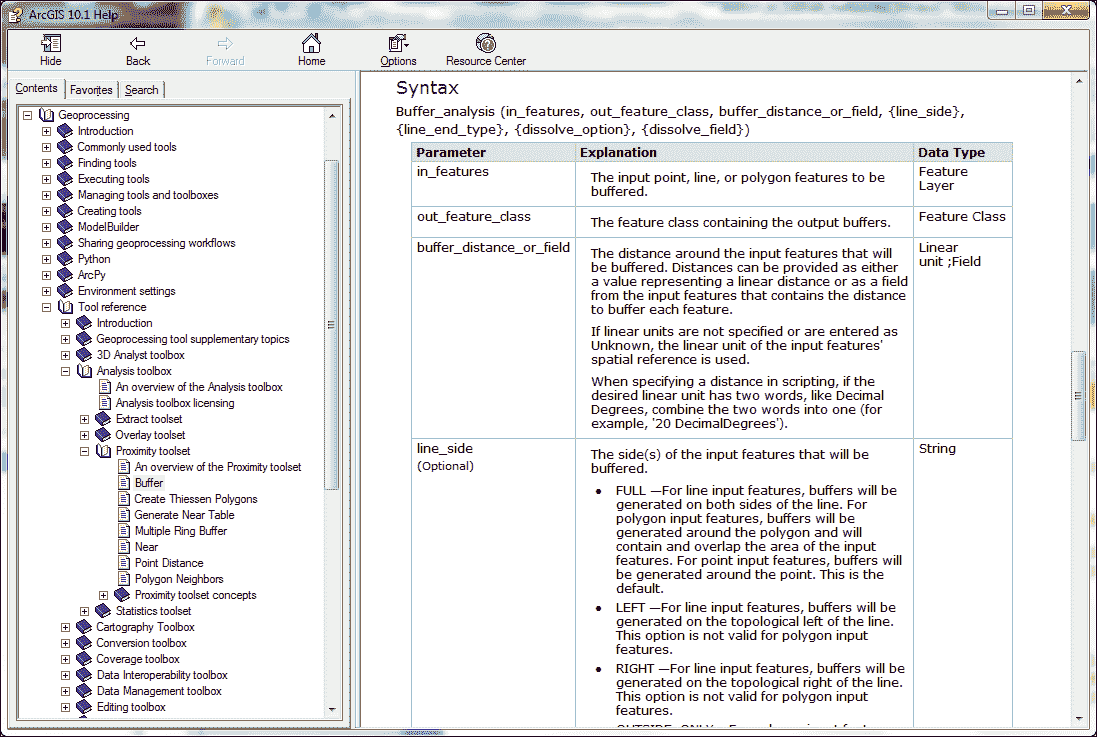 ArcGIS 10.1 Help
Hide
Back
Forward
Home
Options
Resource Center
Contents
Favorites
Search
Geoprocessing
Introduction
Commonly used tools
Finding tools
Executing tools
Managing tools and toolboxes
Creating tools
ModelBuilder
Sharing geoprocessing workflows
Python
ArcPy
Environment settings
Tool reference
Introduction
Geoprocessing tool supplementary topics
3D Analyst toolbox
Analysis toolbox
An overview of the Analysis toolbox
Analysis toolbox licensing
Extract toolset
Overlay toolset
Proximity toolset
An overview of the Proximity toolset
Buffer
Create Thiessen Polygons
Generate Near Table
Multiple Ring Buffer
Near
Point Distance
Polygon Neighbors
Proximity toolset concepts
Statistics toolset
Cartography Toolbox
Conversion toolbox
Coverage toolbox
Data Interoperability toolbox
Data Management toolbox
Editing toolbox
Syntax
Buffer_analysis (in_features, out_feature_class, buffer_distance_or_field, {line_side},
{line_end_type}, {dissolve_option}, {dissolve_field})
Parameter
Explanation
Data Type
in_features
The input point, line, or polygon features to be
buffered.
Feature
Layer
out_feature_class
The feature class containing the output buffers.
Feature Class
buffer_distance_or_field
The distance around the input features that will
be buffered. Distances can be provided as either
a value representing a linear distance or as a field
from the input features that contains the distance
to buffer each feature.
If linear units are not specified or are entered as
Unknown, the linear unit of the input features'
spatial reference is used.
When specifying a distance in scripting, if the
desired linear unit has two words, like Decimal
Degrees, combine the two words into one (for
example, '20 DecimalDegrees').
Linear
unit ;Field
line_side
(Optional)
The side(s) of the input features that will be
buffered.
FULL —For line input features, buffers will be
generated on both sides of the line. For
polygon input features, buffers will be
generated around the polygon and will
contain and overlap the area of the input
features. For point input features, buffers will
be generated around the point. This is the
default.
LEFT —For line input features, buffers will be
generated on the topological left of the line.
This option is not valid for polygon input
features.
RIGHT —For line input features, buffers will be
generated on the topological right of the line.
This option is not valid for polygon input
features.
String